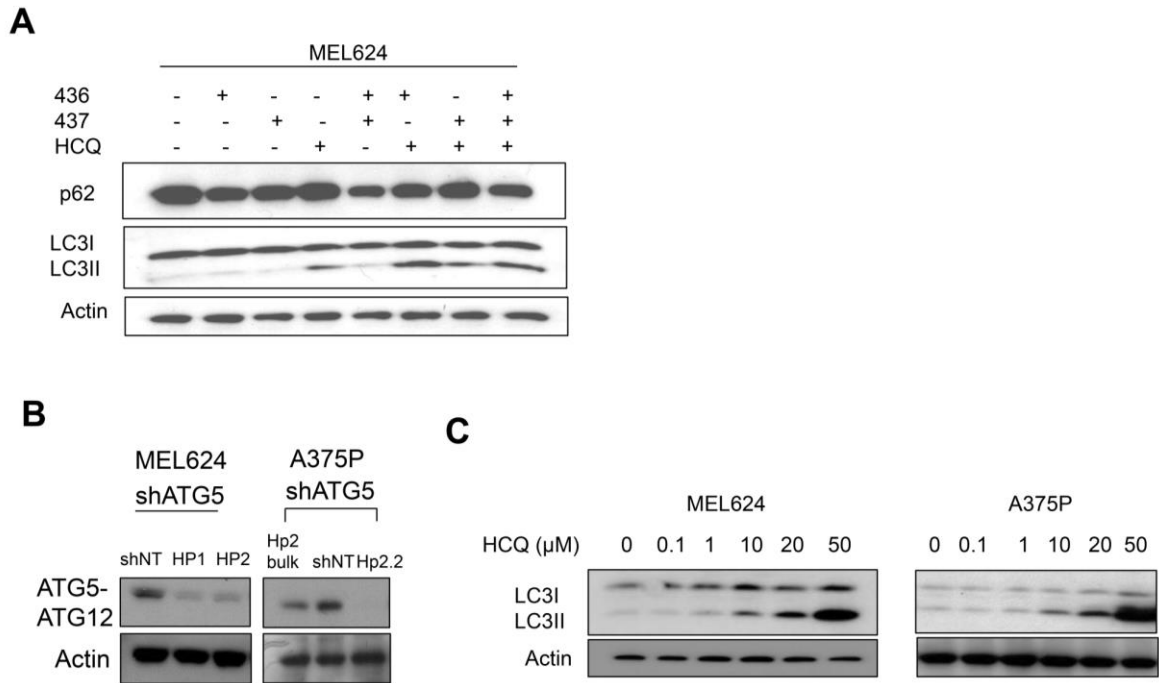 A
MEL624
436 - + - - + + - +
437 - - + - + - + +
HCQ - - - + - + + +
p62
LC3I
LC3II
Actin
B
MEL624
shATG5
A375P
shATG5
shNT HP1 HP2
Hp2
bulk shNT Hp2.2
ATG5-
ATG12
Actin
C
MEL624
A375P
HCQ (μM) 0 0.1 1 10 20 50
0 0.1 1 10 20 50
LC3I
LC3II
Actin